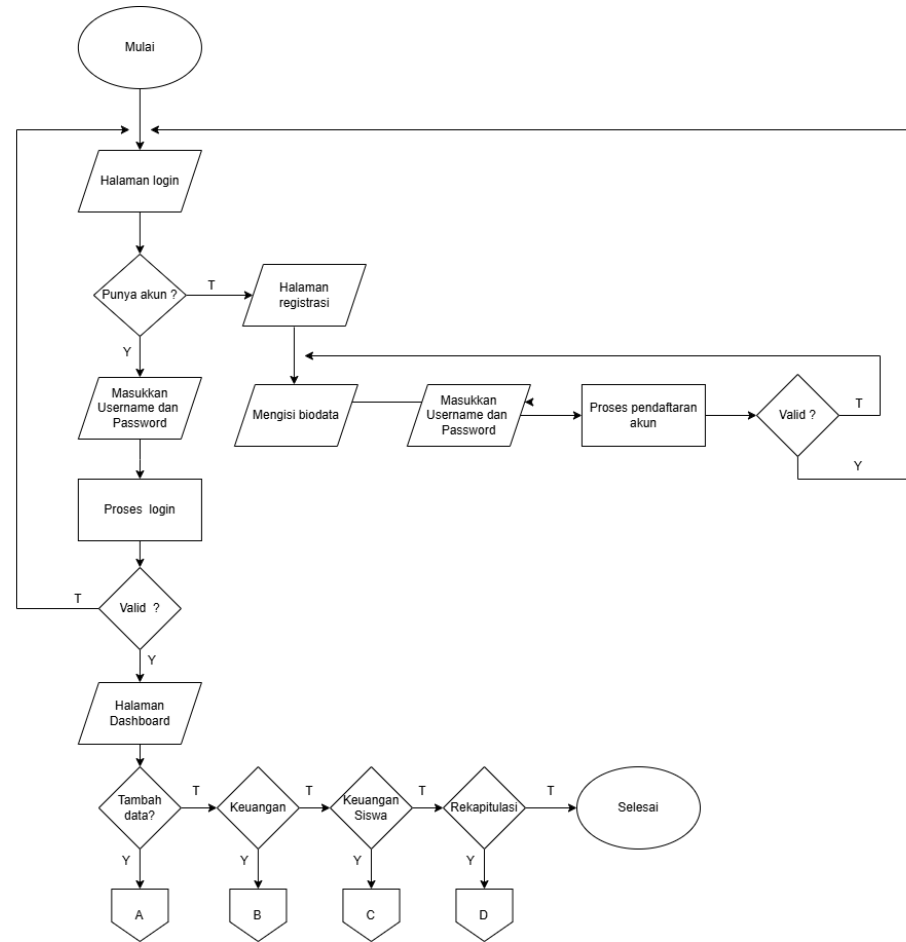 Mulai
Halaman login
Punya akun ?
T
Halaman
registrasi
Y
Masukkan
Username dan
Password
Mengisi biodata
Masukkan
Username dan
Password
Proses pendaftaran
akun
Valid ?
T
Y
Proses login
Valid ?
T
Y
Halaman
Dashboard
Tambah
data?
T
Keuangan
T
Keuangan
Siswa
T
Rekapitulasi
T
Selesai
Y
Y
Y
Y
A
B
C
D